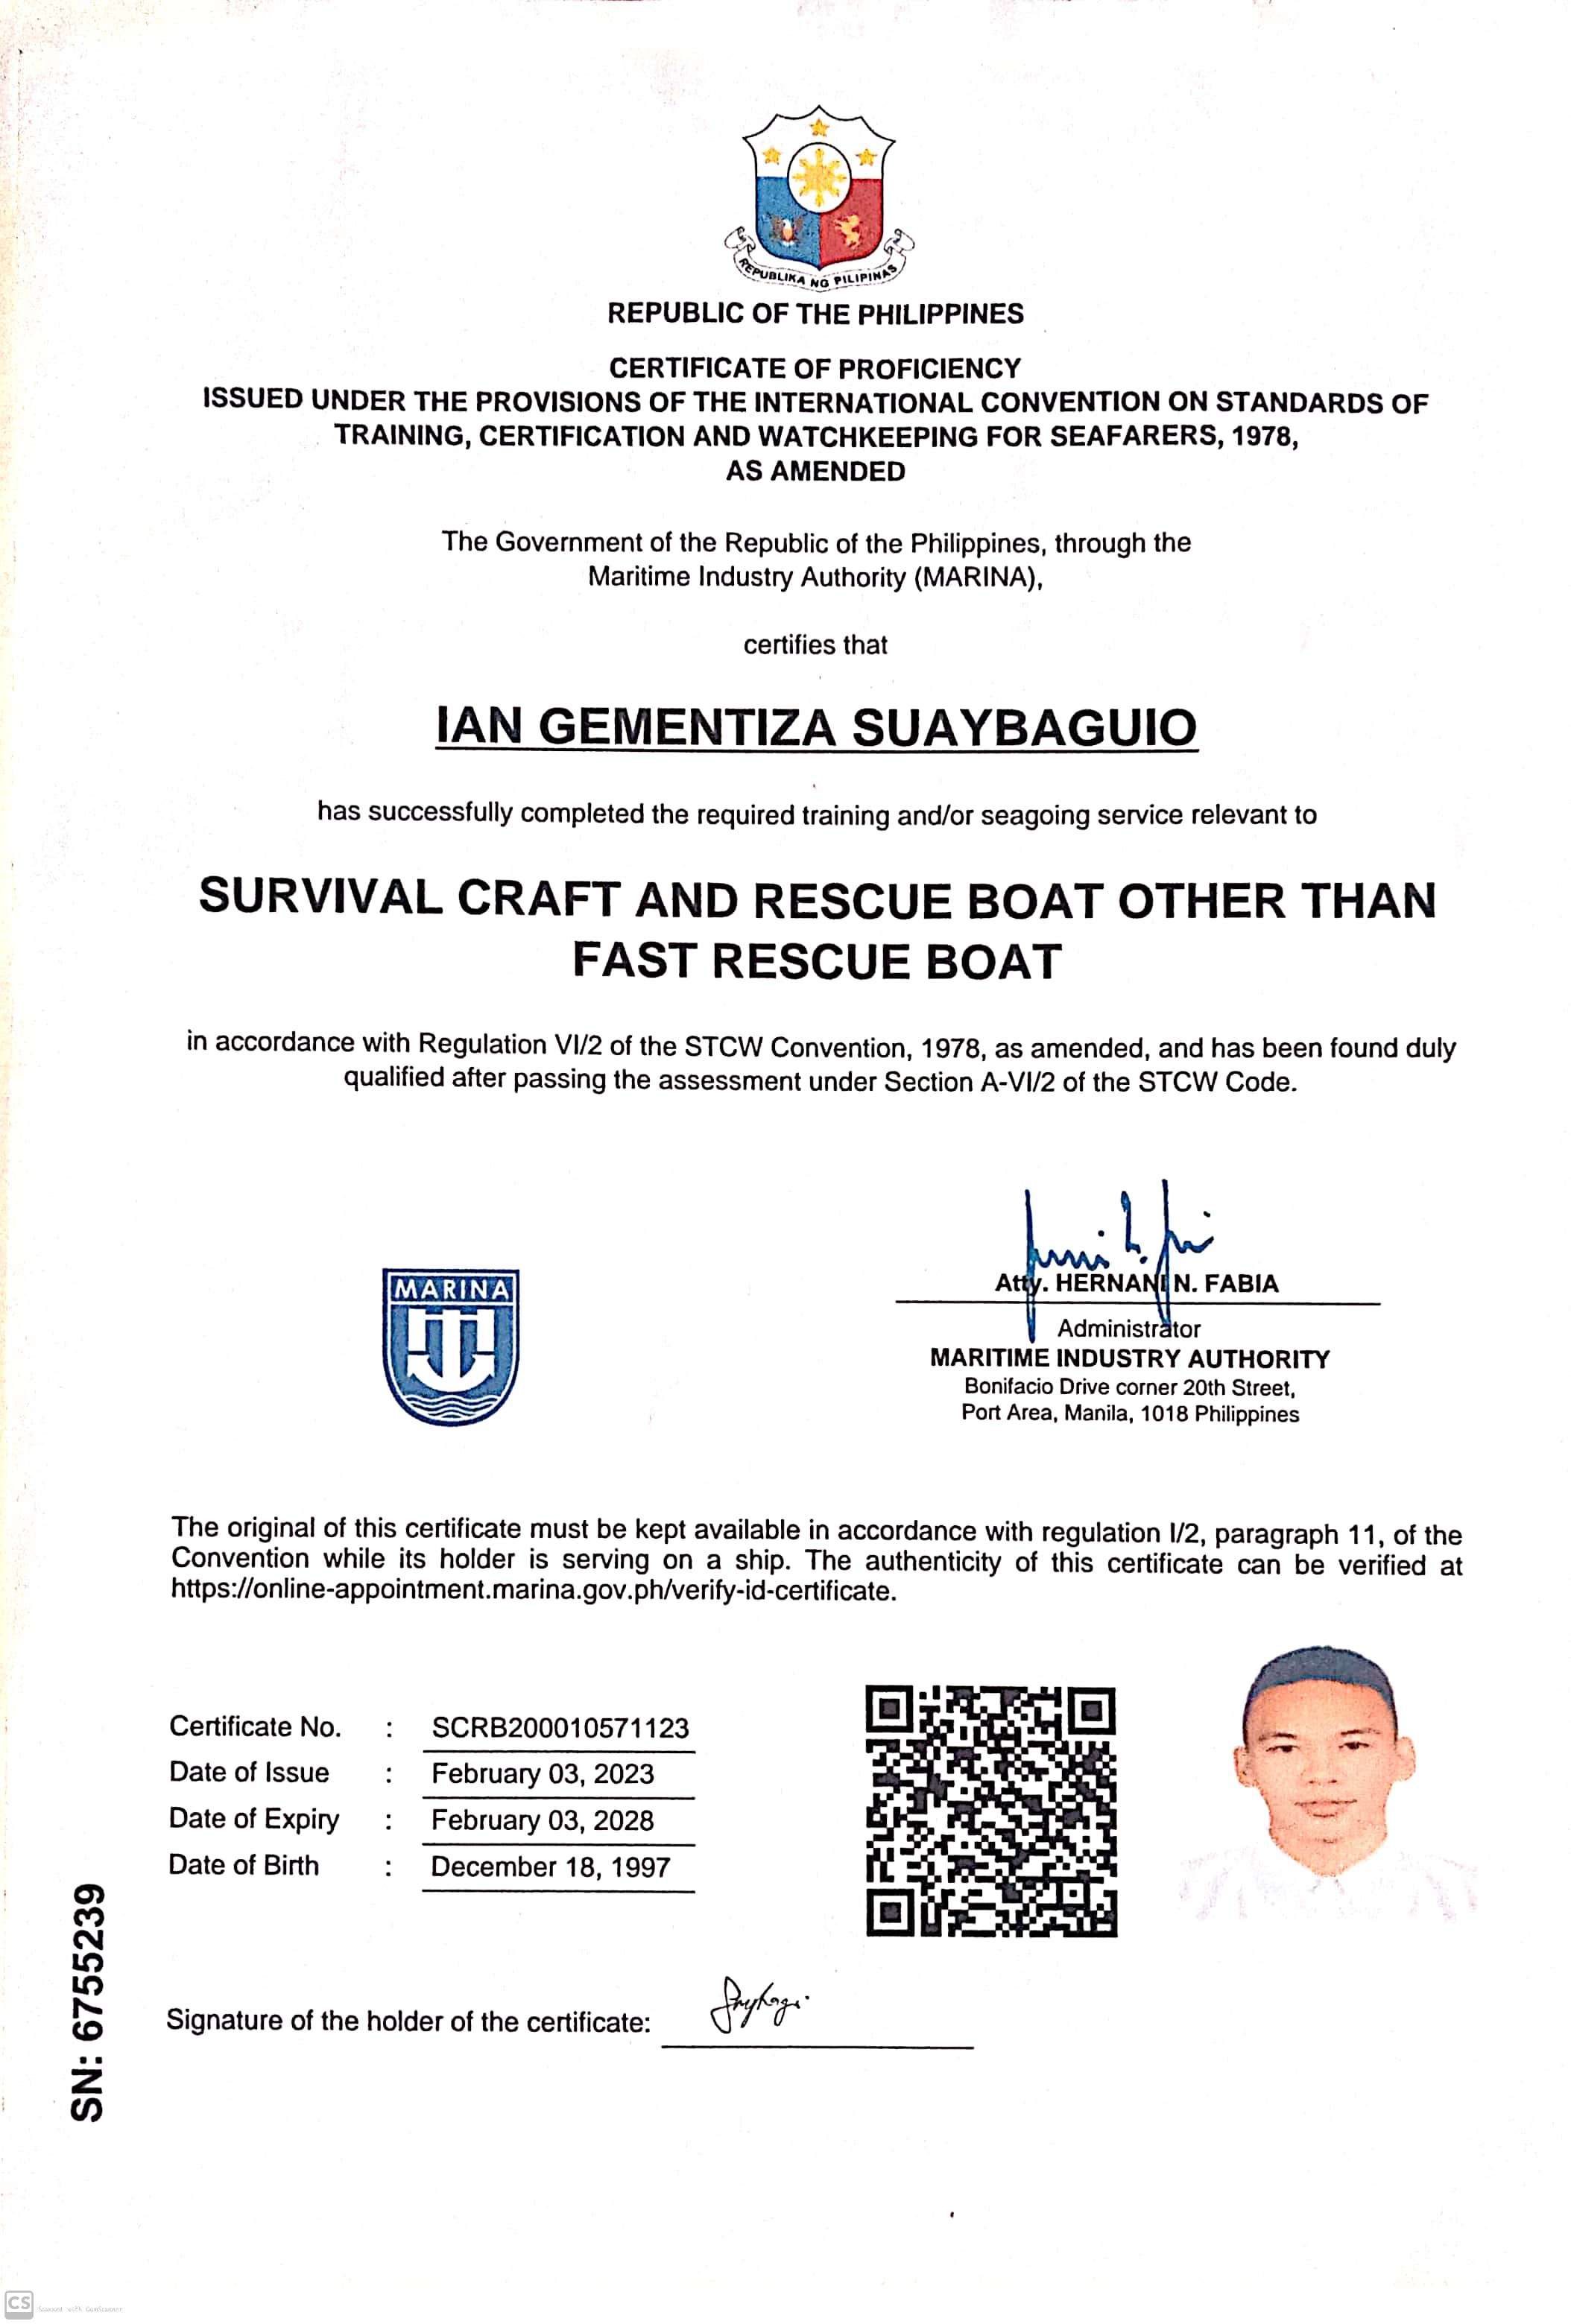 REPUBLIKA NG PILIPINAS
REPUBLIC OF THE PHILIPPINES
CERTIFICATE OF PROFICIENCY
ISSUED UNDER THE PROVISIONS OF THE INTERNATIONAL CONVENTION ON STANDARDS OF
TRAINING, CERTIFICATION AND WATCHKEEPING FOR SEAFARERS, 1978,
AS AMENDED
The Government of the Republic of the Philippines, through the
Maritime Industry Authority (MARINA),
certifies that
IAN GEMENTIZA SUAYBAGUIO
has successfully completed the required training and/or seagoing service relevant to
SURVIVAL CRAFT AND RESCUE BOAT OTHER THAN
FAST RESCUE BOAT
in accordance with Regulation VI/2 of the STCW Convention, 1978, as amended, and has been found duly
qualified after passing the assessment under Section A-VI/2 of the STCW Code.
MARINA
Atty. HERNANI N. FABIA
Administrator
MARITIME INDUSTRY AUTHORITY
Bonifacio Drive corner 20th Street,
Port Area, Manila, 1018 Philippines
The original of this certificate must be kept available in accordance with regulation I/2, paragraph 11, of the
Convention while its holder is serving on a ship. The authenticity of this certificate can be verified at
https://online-appointment.marina.gov.ph/verify-id-certificate.
Certificate No. : SCRB200010571123
Date of Issue : February 03, 2023
Date of Expiry : February 03, 2028
Date of Birth : December 18, 1997
Signature of the holder of the certificate:
SN: 6755239
CS Scanned with CamScanner